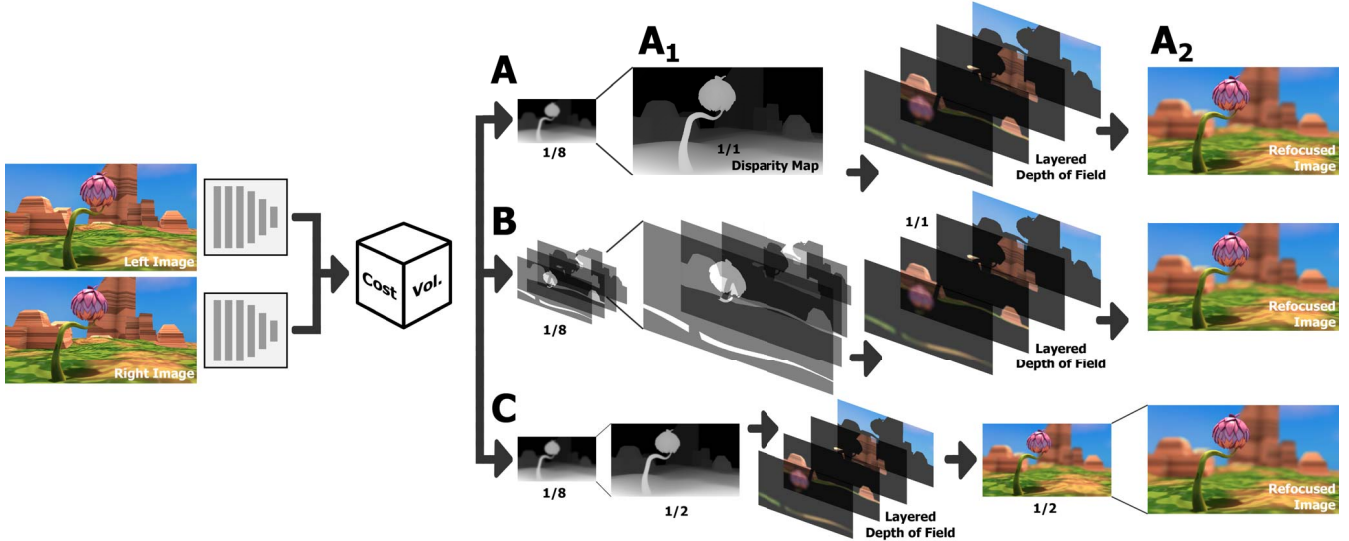 Left Image
Right Image
Cost
Vol.
A
1/8
A1
1/1
Disparity Map
Layered
Depth of Field
A2
Refocused
Image
B
1/8
1/1
Layered
Depth of Field
Refocused
Image
C
1/8
1/2
Layered
Depth of Field
1/2
Refocused
Image